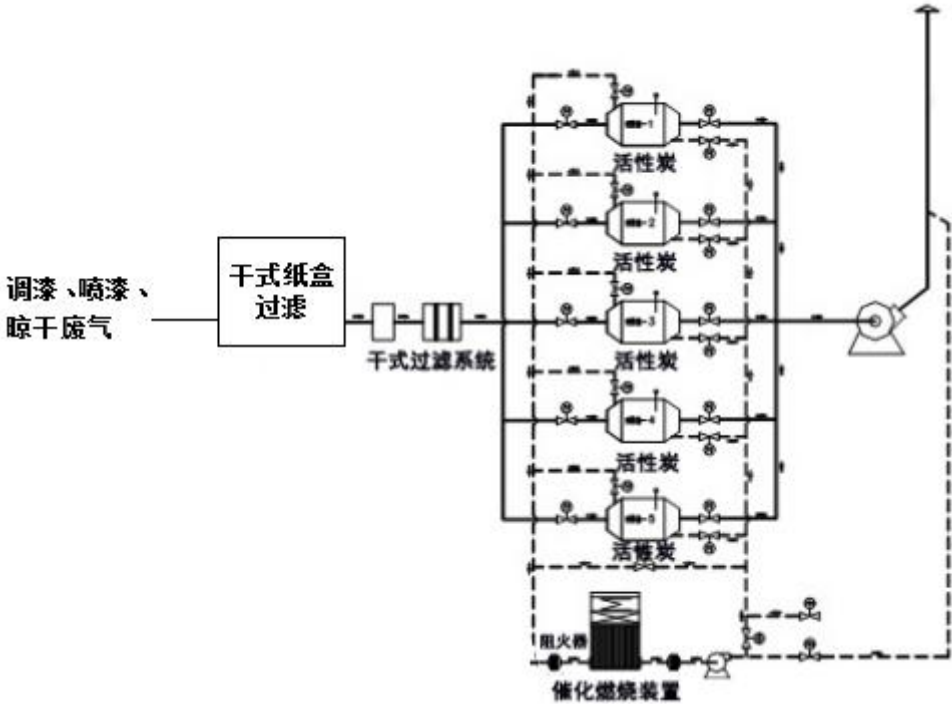 活性炭
活性炭
调漆、喷漆、
晾干废气
干式纸盒
过滤
干式过滤系统
活性炭
活性炭
活性炭
阻火器
催化燃烧装置